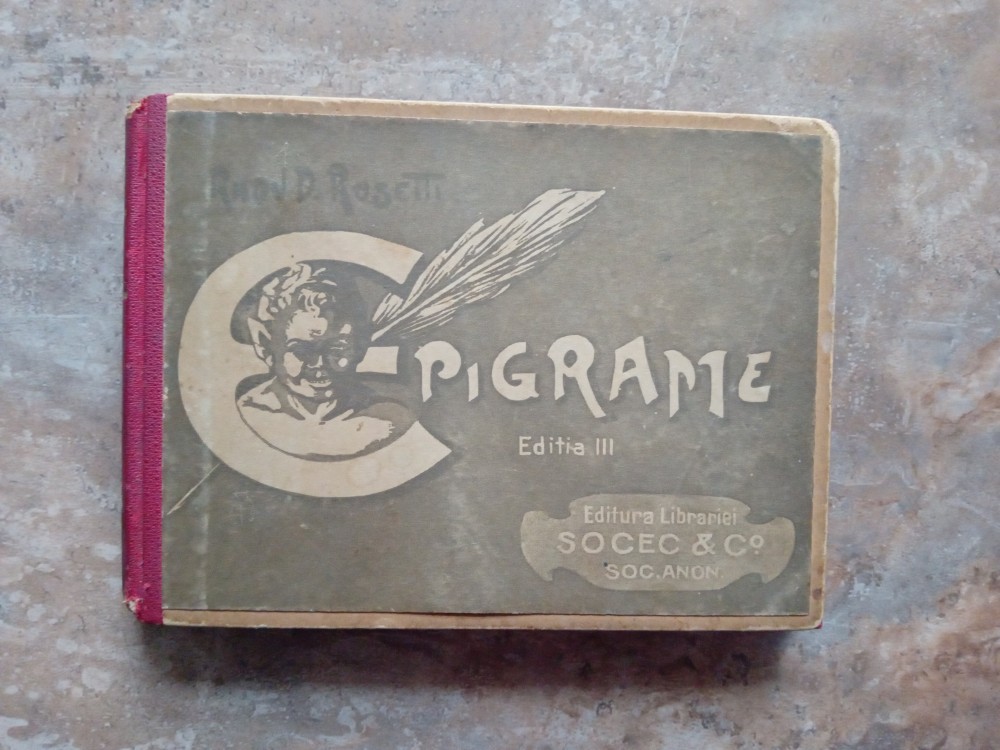 Radu D. Rosetti
EPIGRAME
Editia III
Editura Librariei
SOCEC & Co
SOC. ANON.